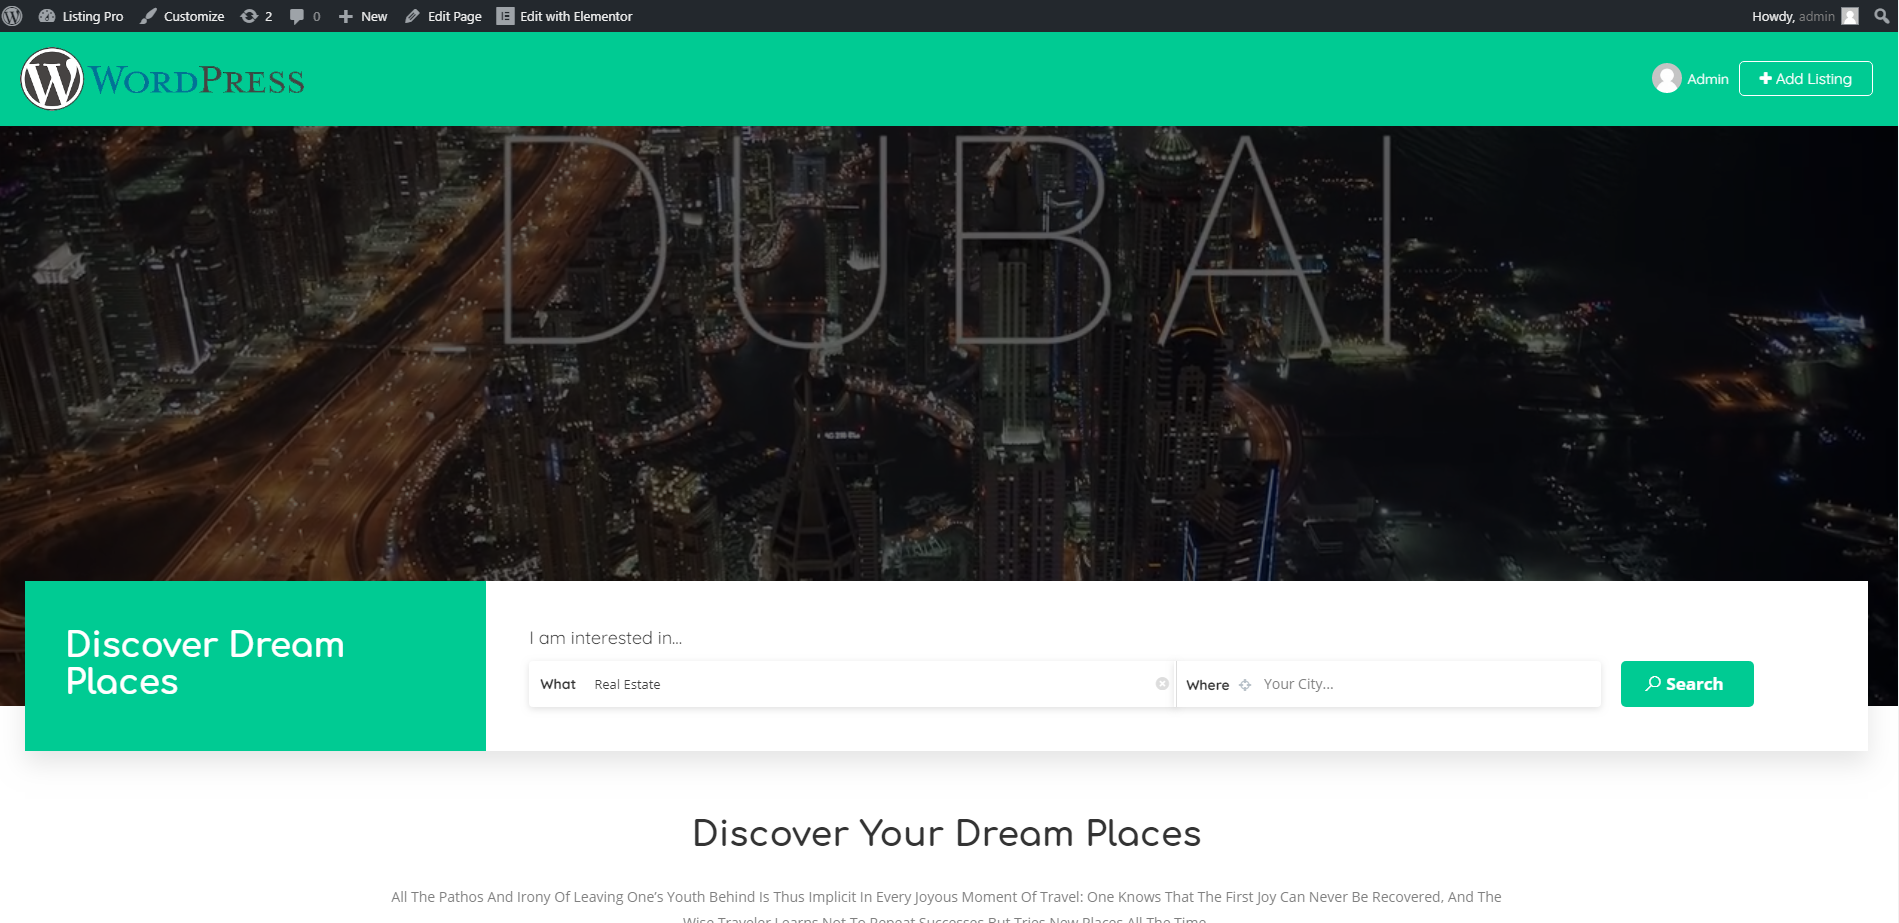 Listing Pro Customize 2 0 New Edit Page Edit with Elementor Howdy, admin
WORDPRESS Admin Add Listing
DUBAI
Discover Dream
Places
I am interested in...
What Real Estate Where Your City... Search
Discover Your Dream Places
All The Pathos And Irony Of Leaving One's Youth Behind Is Thus Implicit In Every Joyous Moment Of Travel: One Knows That The First Joy Can Never Be Recovered, And The
Wise Traveler Learns Not To Repeat Successes But Tries New Places All The Time.